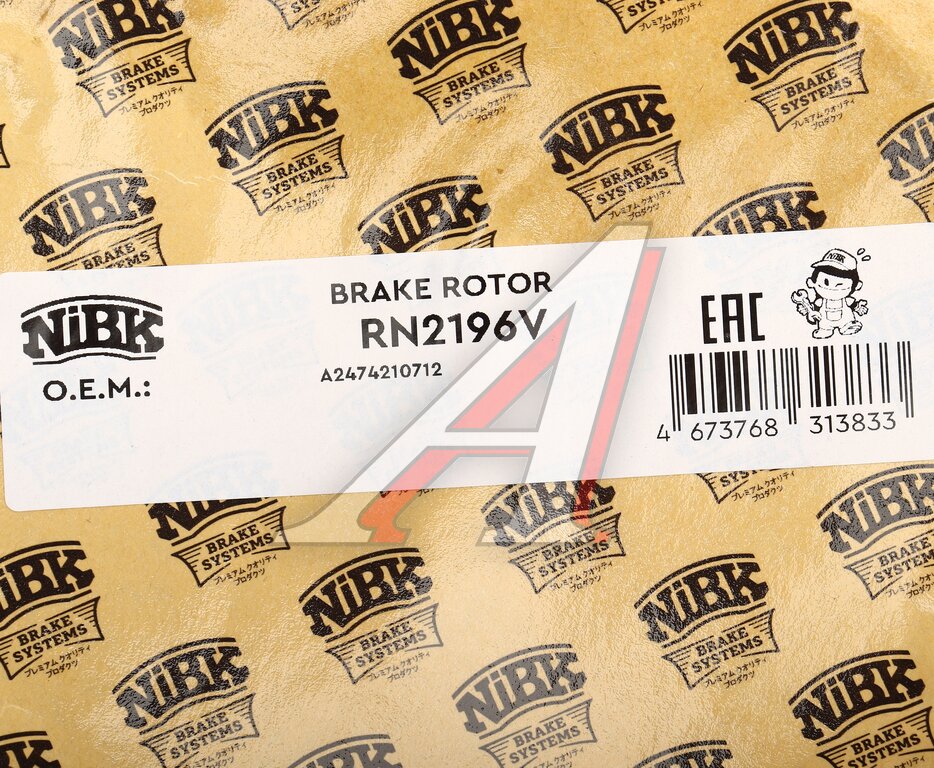 NiBK
BRAKE
SYSTEMS
プレミアムクオリティ
プロダクツ
NiBK
O.E.M.:
BRAKE ROTOR
RN2196V
A2474210712
EAC
NiBK
4 673768 313833